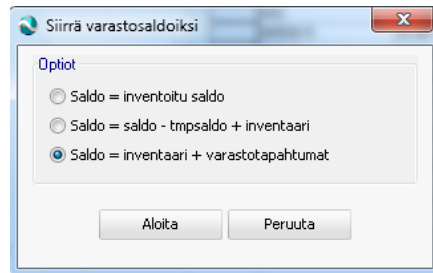 Siirrä varastosaldoiksi
Optiot
Saldo = inventoitu saldo
Saldo = saldo - tmpsaldo + inventaari
Saldo = inventaari + varastotapahtumat
Aloita
Peruuta